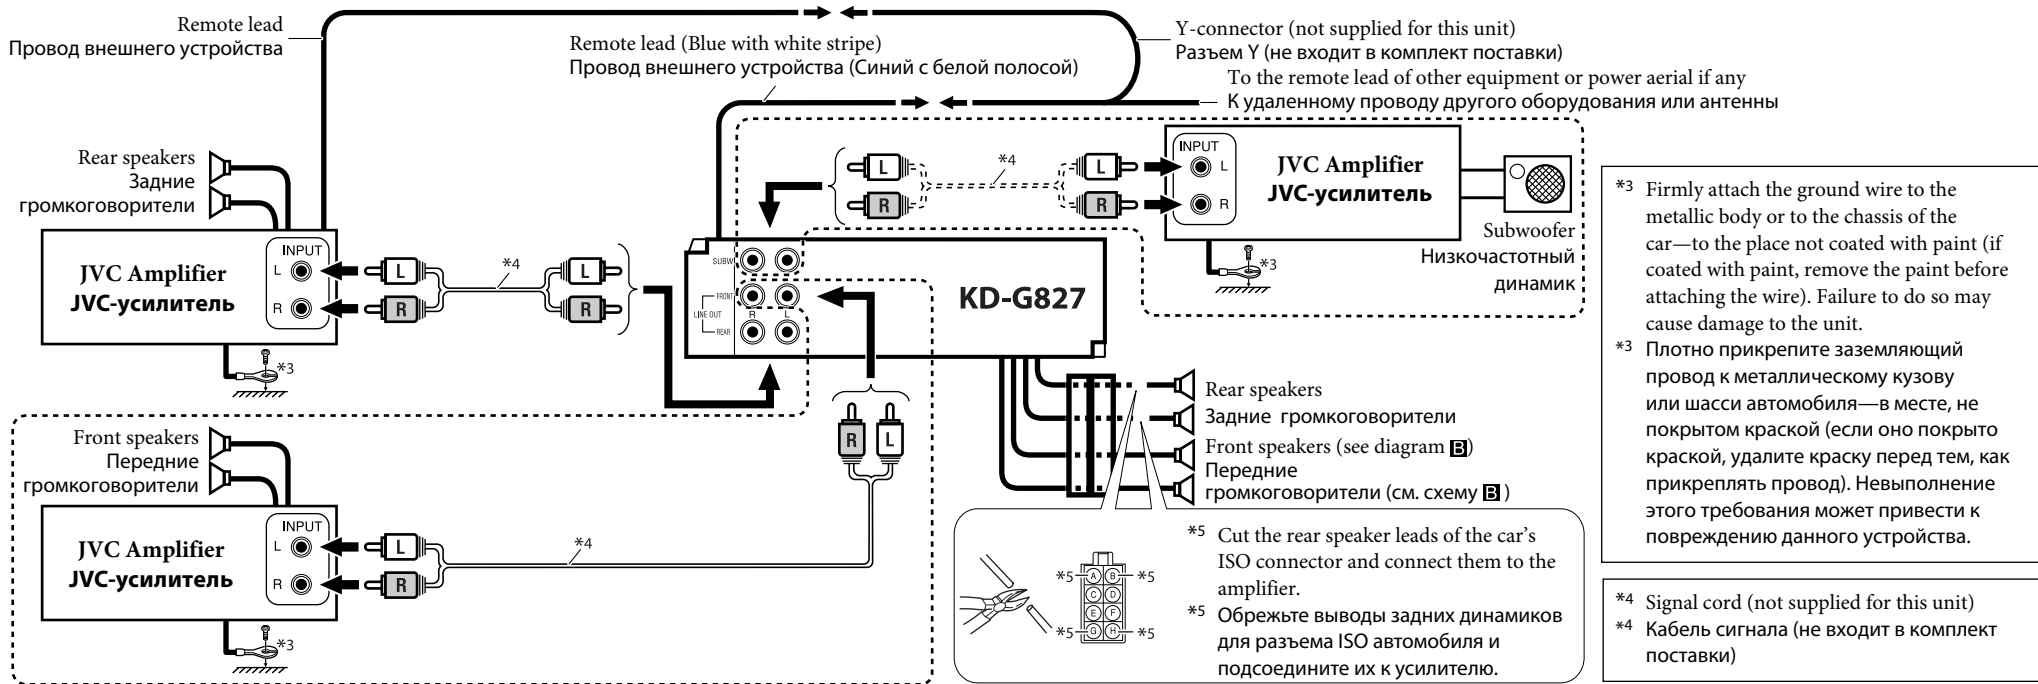 Remote lead
Провод внешнего устройства
Remote lead (Blue with white stripe)
Провод внешнего устройства (Синий с белой полосой)
Y-connector (not supplied for this unit)
Разъем Y (не входит в комплект поставки)
To the remote lead of other equipment or power aerial if any
К удаленному проводу другого оборудования или антенны
Rear speakers
Задние
громкоговорители
JVC Amplifier
JVC-усилитель
INPUT
L
R
*3
L
R
*4
L
R
L
R
*4
L
R
INPUT
L
R
JVC Amplifier
JVC-усилитель
*3
Subwoofer
Низкочастотный
динамик
SUBW
FRONT
LINE OUT
R
L
REAR
KD-G827
R
L
Front speakers
Передние
громкоговорители
JVC Amplifier
JVC-усилитель
INPUT
L
R
*3
L
R
*4
Rear speakers
Задние громкоговорители
Front speakers (see diagram B)
Передние
громкоговорители (см. схему B )
*5 Cut the rear speaker leads of the car's
ISO connector and connect them to the
amplifier.
*5 Обрежьте выводы задних динамиков
для разъема ISO автомобиля и
подсоедините их к усилителю.
*5 A B *5
C D
E F
*5 G H *5
*3 Firmly attach the ground wire to the
metallic body or to the chassis of the
car—to the place not coated with paint (if
coated with paint, remove the paint before
attaching the wire). Failure to do so may
cause damage to the unit.
*3 Плотно прикрепите заземляющий
провод к металлическому кузову
или шасси автомобиля—в месте, не
покрытом краской (если оно покрыто
краской, удалите краску перед тем, как
прикреплять провод). Невыполнение
этого требования может привести к
повреждению данного устройства.
*4 Signal cord (not supplied for this unit)
*4 Кабель сигнала (не входит в комплект
поставки)